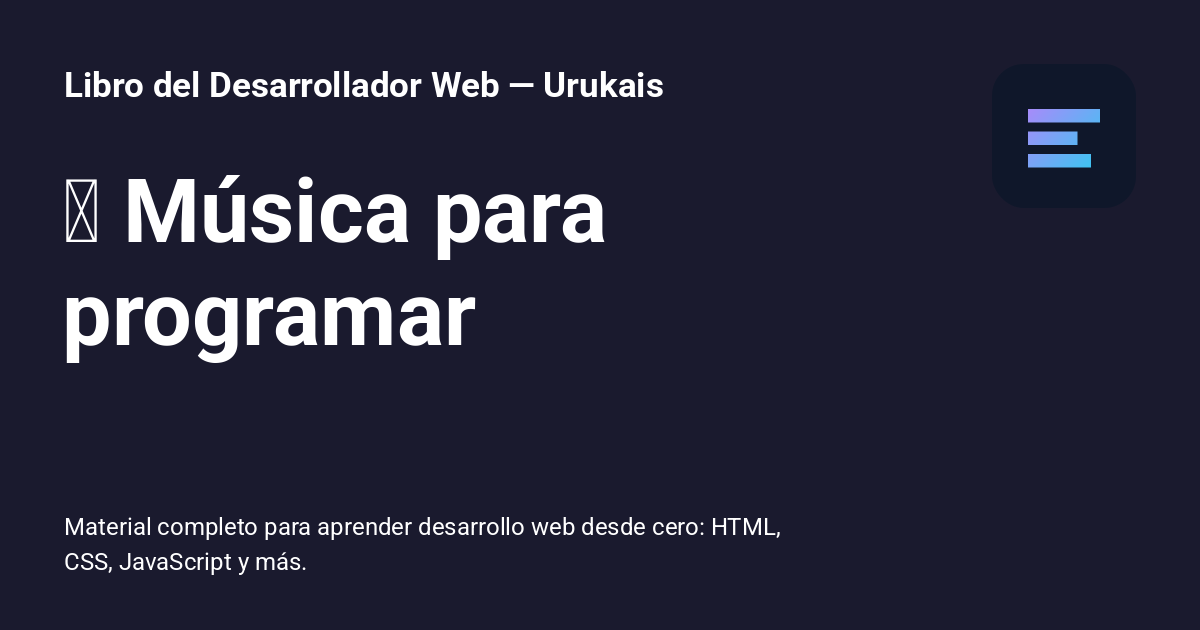 Libro del Desarrollador Web — Urukais
Música para
programar
Material completo para aprender desarrollo web desde cero: HTML,
CSS, JavaScript y más.